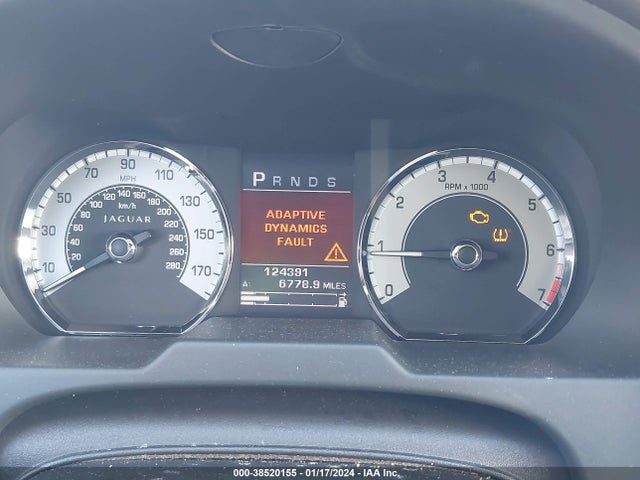 P R N D S
ADAPTIVE
DYNAMICS
FAULT
124391
A: 6778.9 MILES
10 30 50 70 90 110 130 150 170
MPH
20 40 60 80 100 120 140 160 180 200 220 240 260 280
km/h
JAGUAR
0 1 2 3 4 5 6 7
RPM x 1000
000-38520155 - 01/17/2024 - IAA Inc.